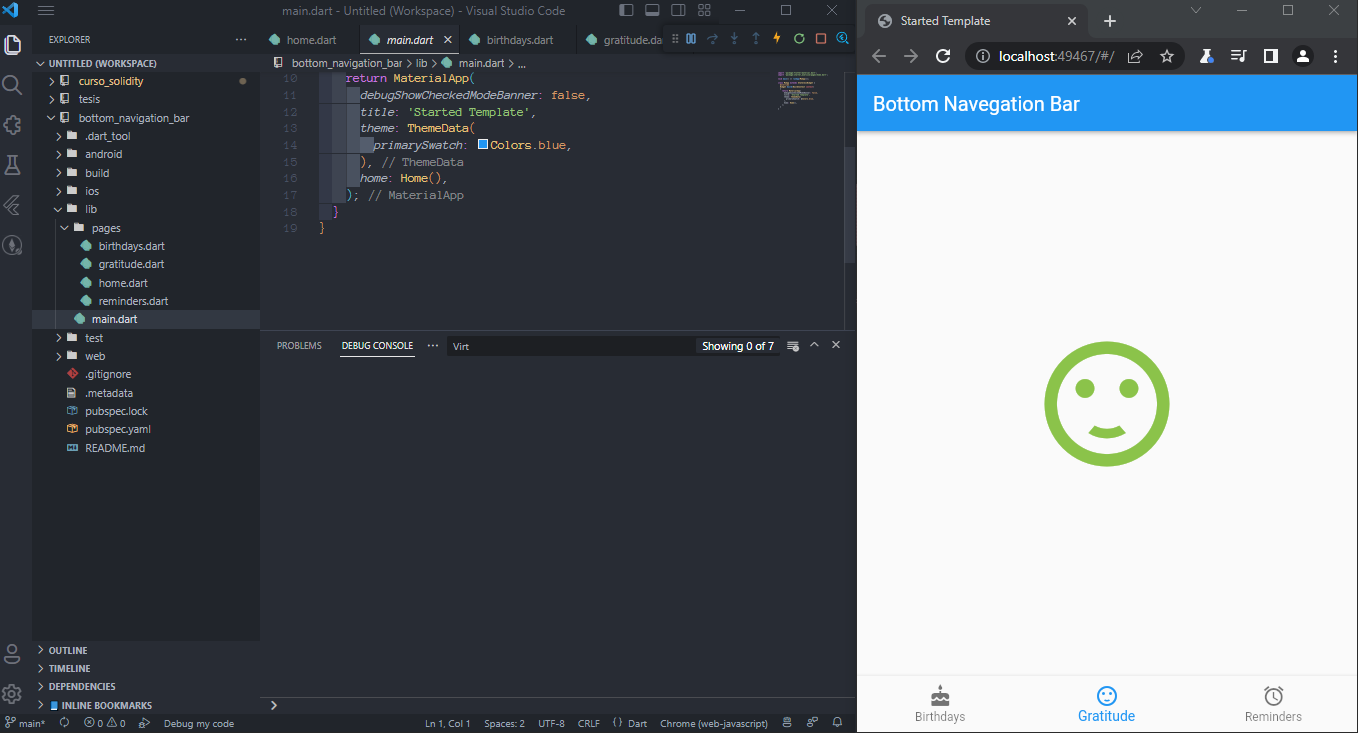 main.dart - Untitled (Workspace) - Visual Studio Code
EXPLORER
UNTITLED (WORKSPACE)
curso_solidity
tesis
bottom_navigation_bar
.dart_tool
android
build
ios
lib
pages
birthdays.dart
gratitude.dart
home.dart
reminders.dart
main.dart
test
web
.gitignore
.metadata
pubspec.lock
pubspec.yaml
README.md
OUTLINE
TIMELINE
DEPENDENCIES
INLINE BOOKMARKS
home.dart main.dart birthdays.dart gratitude.da
bottom_navigation_bar > lib > main.dart > ...
10 return MaterialApp(
11 debugShowCheckedModeBanner: false,
12 title: 'Started Template',
13 theme: ThemeData(
14 primarySwatch: Colors.blue,
15 ), // ThemeData
16 home: Home(),
17 ); // MaterialApp
18 }
19 }
PROBLEMS DEBUG CONSOLE ... Virt Showing 0 of 7
main* 0 0 Debug my code Ln 1, Col 1 Spaces: 2 UTF-8 CRLF {} Dart Chrome (web-javascript)
Started Template
localhost:49467/#/
Bottom Navegation Bar
Birthdays Gratitude Reminders